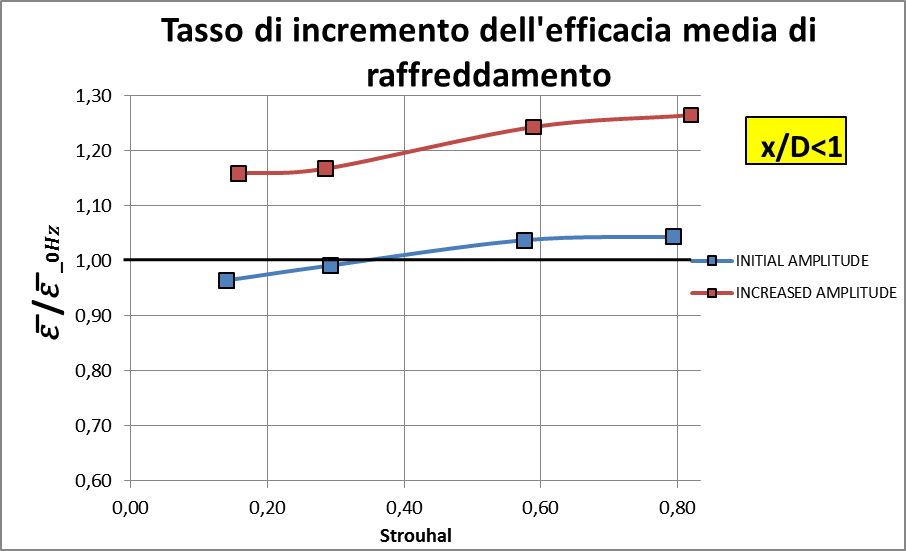 Tasso di incremento dell'efficacia media di
raffreddamento
1,30
1,20
1,10
1,00
0,90
0,80
0,70
0,60
ε̅/ε̅_0Hz
0,00 0,20 0,40 0,60 0,80
Strouhal
x/D<1
INITIAL AMPLITUDE
INCREASED AMPLITUDE